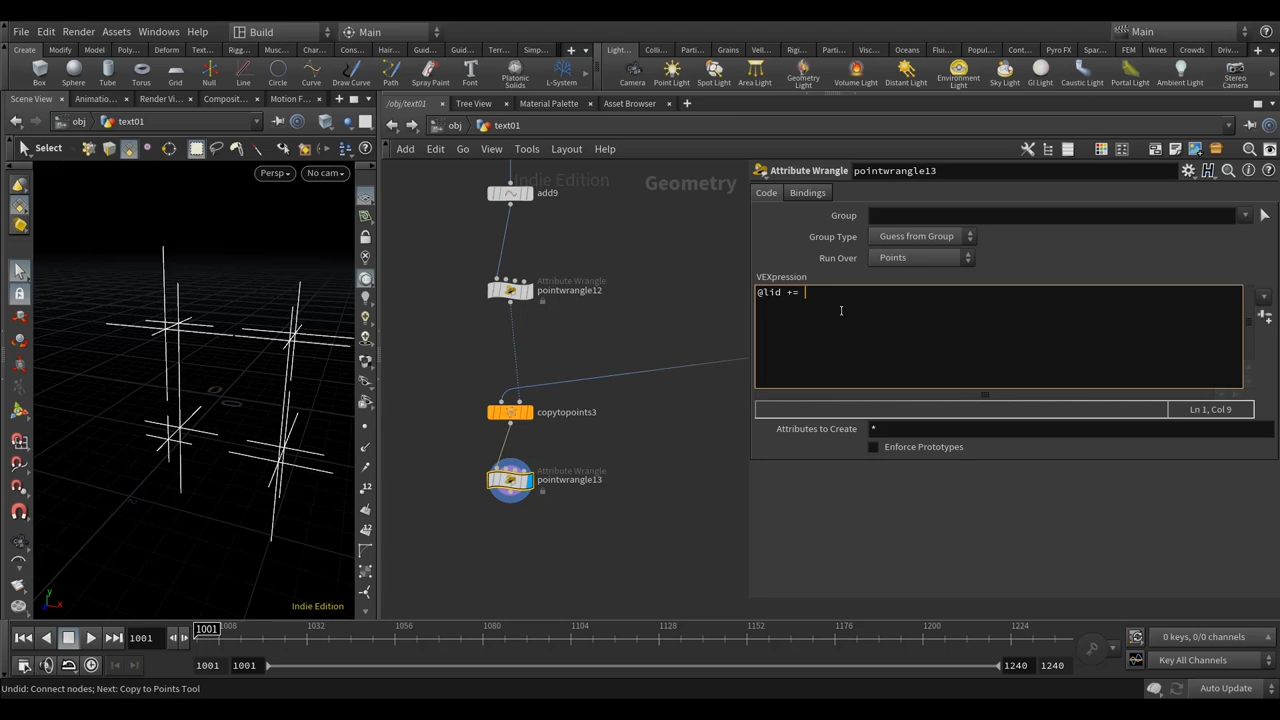 File Edit Render Assets Windows Help Build Main Main
Create Modify Model Poly... Deform Text... Rigg... Musc... Char... Cons... Hair... Guid... Guid... Terr... Simp...
Light... Colli... Parti... Grains Vell... Rigi... Parti... Visc... Oceans Flui... Popul... Cont... Pyro FX Spar... FEM Wires Crowds Driv...
Box Sphere Tube Torus Grid Null Line Circle Curve Draw Curve Path Spray Paint Font Platonic Solids L-System
Camera Point Light Spot Light Area Light Geometry Light Volume Light Distant Light Environment Light Sky Light GI Light Caustic Light Portal Light Ambient Light Stereo Camera
Scene View Animatio... Render Vi... Composit... Motion F...
/obj/text01 Tree View Material Palette Asset Browser
obj text01
obj text01
Select
Add Edit Go View Tools Layout Help
Persp No cam
Indie Edition Geometry
Attribute Wrangle pointwrangle13
Code Bindings
Group
Group Type Guess from Group
Run Over Points
VEXpression
@lid +=
Ln 1, Col 9
Attributes to Create *
Enforce Prototypes
add9
Attribute Wrangle
pointwrangle12
copytopoints3
Attribute Wrangle
pointwrangle13
12
12
y
x
Indie Edition
1001 1001 1008 1032 1056 1080 1104 1128 1152 1176 1200 1224
0 keys, 0/0 channels
1001 1001 1240 1240
Key All Channels
Undid: Connect nodes; Next: Copy to Points Tool
Auto Update